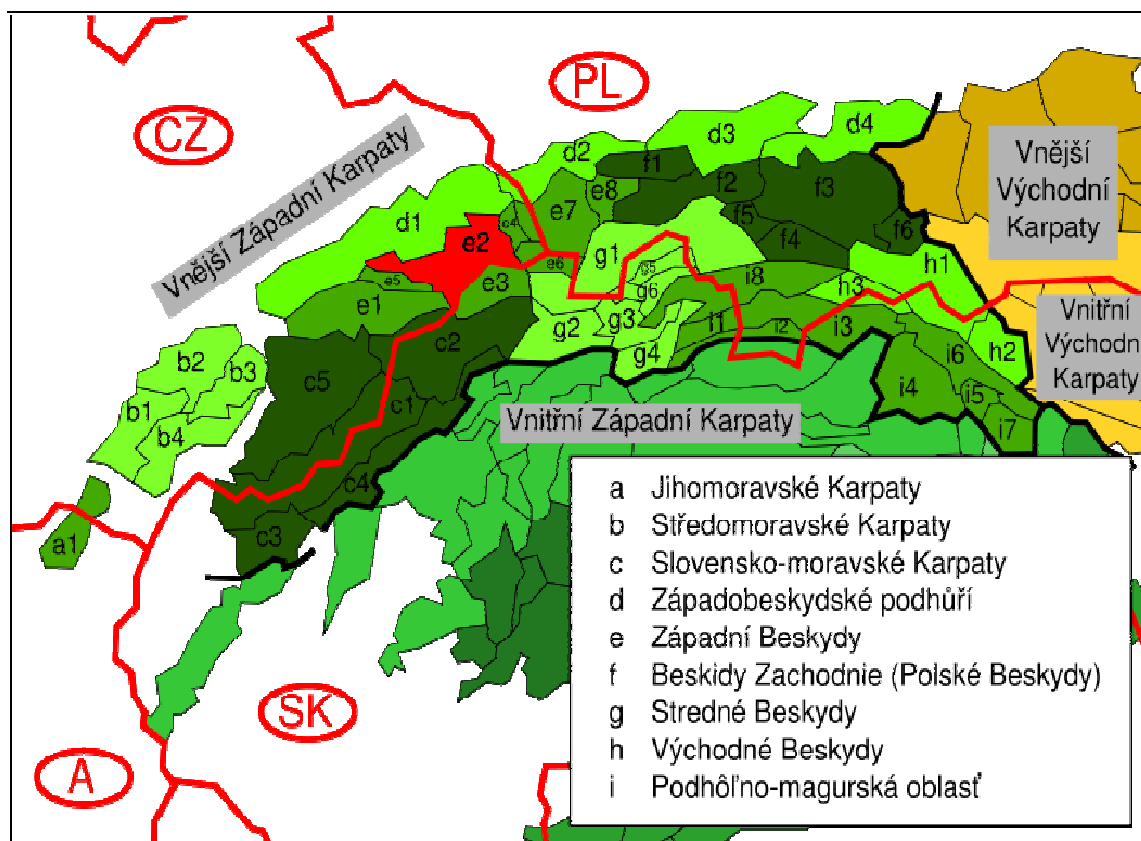 PL
CZ
Vnější Západní Karpaty
Vnější
Východní
Karpaty
Vnitřní
Východn
Karpaty
Vnitřní Západní Karpaty
d1
d2
d3
d4
e1
e2
e3
e4
e5
e6
e7
e8
f1
f2
f3
f4
f5
f6
g1
g2
g3
g4
g5
g6
h1
h2
h3
i1
i2
i3
i4
i5
i6
i7
i8
c1
c2
c3
c4
c5
b1
b2
b3
b4
a1
SK
A
a Jihomoravské Karpaty
b Středomoravské Karpaty
c Slovensko-moravské Karpaty
d Západobeskydské podhůří
e Západní Beskydy
f Beskidy Zachodnie (Polské Beskydy)
g Stredné Beskydy
h Východné Beskydy
i Podhôľno-magurská oblasť